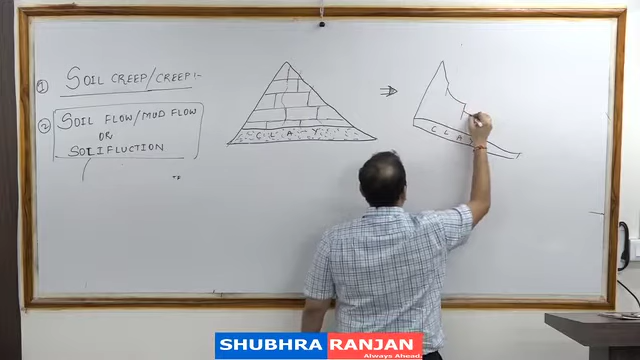 ① SOIL CREEP/CREEP :-
② SOIL FLOW/MUD FLOW
OR
SOLIFLUCTION
CLAY
CLAY
SHUBHRA RANJAN
Always Ahead.